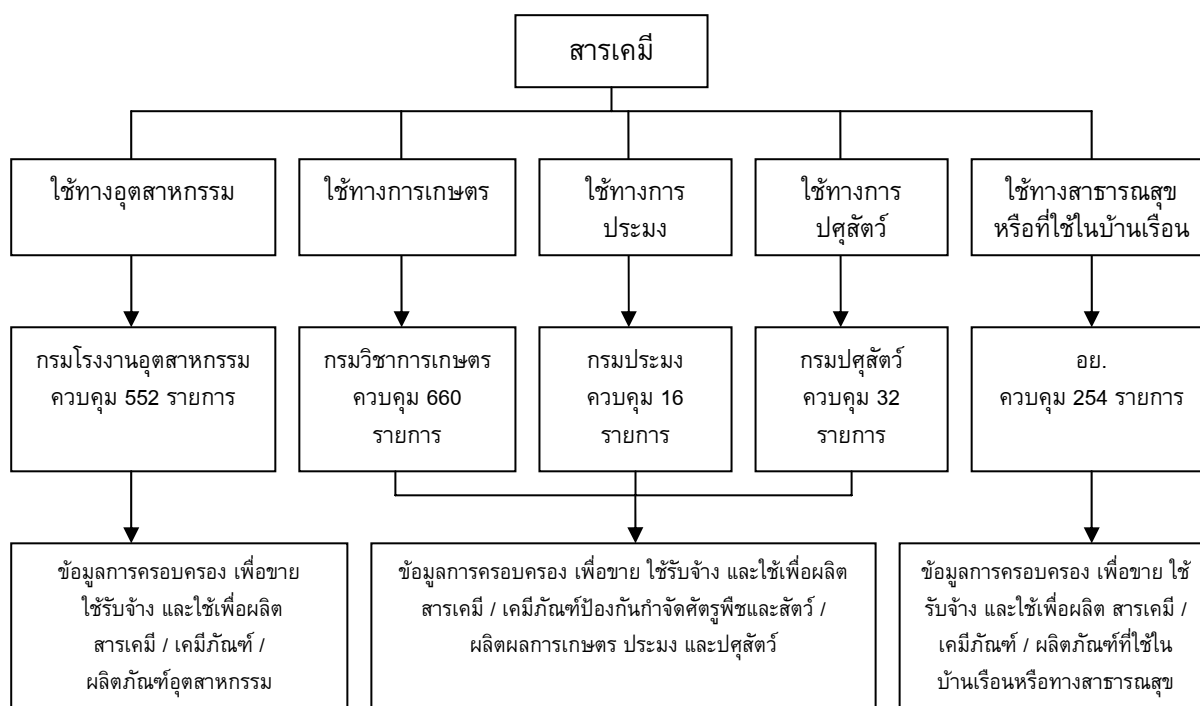 สารเคมี
ใช้ทางอุตสาหกรรม
ใช้ทางการเกษตร
ใช้ทางการ
ประมง
ใช้ทางการ
ปศุสัตว์
ใช้ทางสาธารณสุข
หรือที่ใช้ในบ้านเรือน
กรมโรงงานอุตสาหกรรม
ควบคุม 552 รายการ
กรมวิชาการเกษตร
ควบคุม 660
รายการ
กรมประมง
ควบคุม 16
รายการ
กรมปศุสัตว์
ควบคุม 32
รายการ
อย.
ควบคุม 254 รายการ
ข้อมูลการครอบครอง เพื่อขาย
ใช้รับจ้าง และใช้เพื่อผลิต
สารเคมี / เคมีภัณฑ์ /
ผลิตภัณฑ์อุตสาหกรรม
ข้อมูลการครอบครอง เพื่อขาย ใช้รับจ้าง และใช้เพื่อผลิต
สารเคมี / เคมีภัณฑ์ป้องกันกำจัดศัตรูพืชและสัตว์ /
ผลิตผลการเกษตร ประมง และปศุสัตว์
ข้อมูลการครอบครอง เพื่อขาย ใช้
รับจ้าง และใช้เพื่อผลิต สารเคมี /
เคมีภัณฑ์ / ผลิตภัณฑ์ที่ใช้ใน
บ้านเรือนหรือทางสาธารณสุข